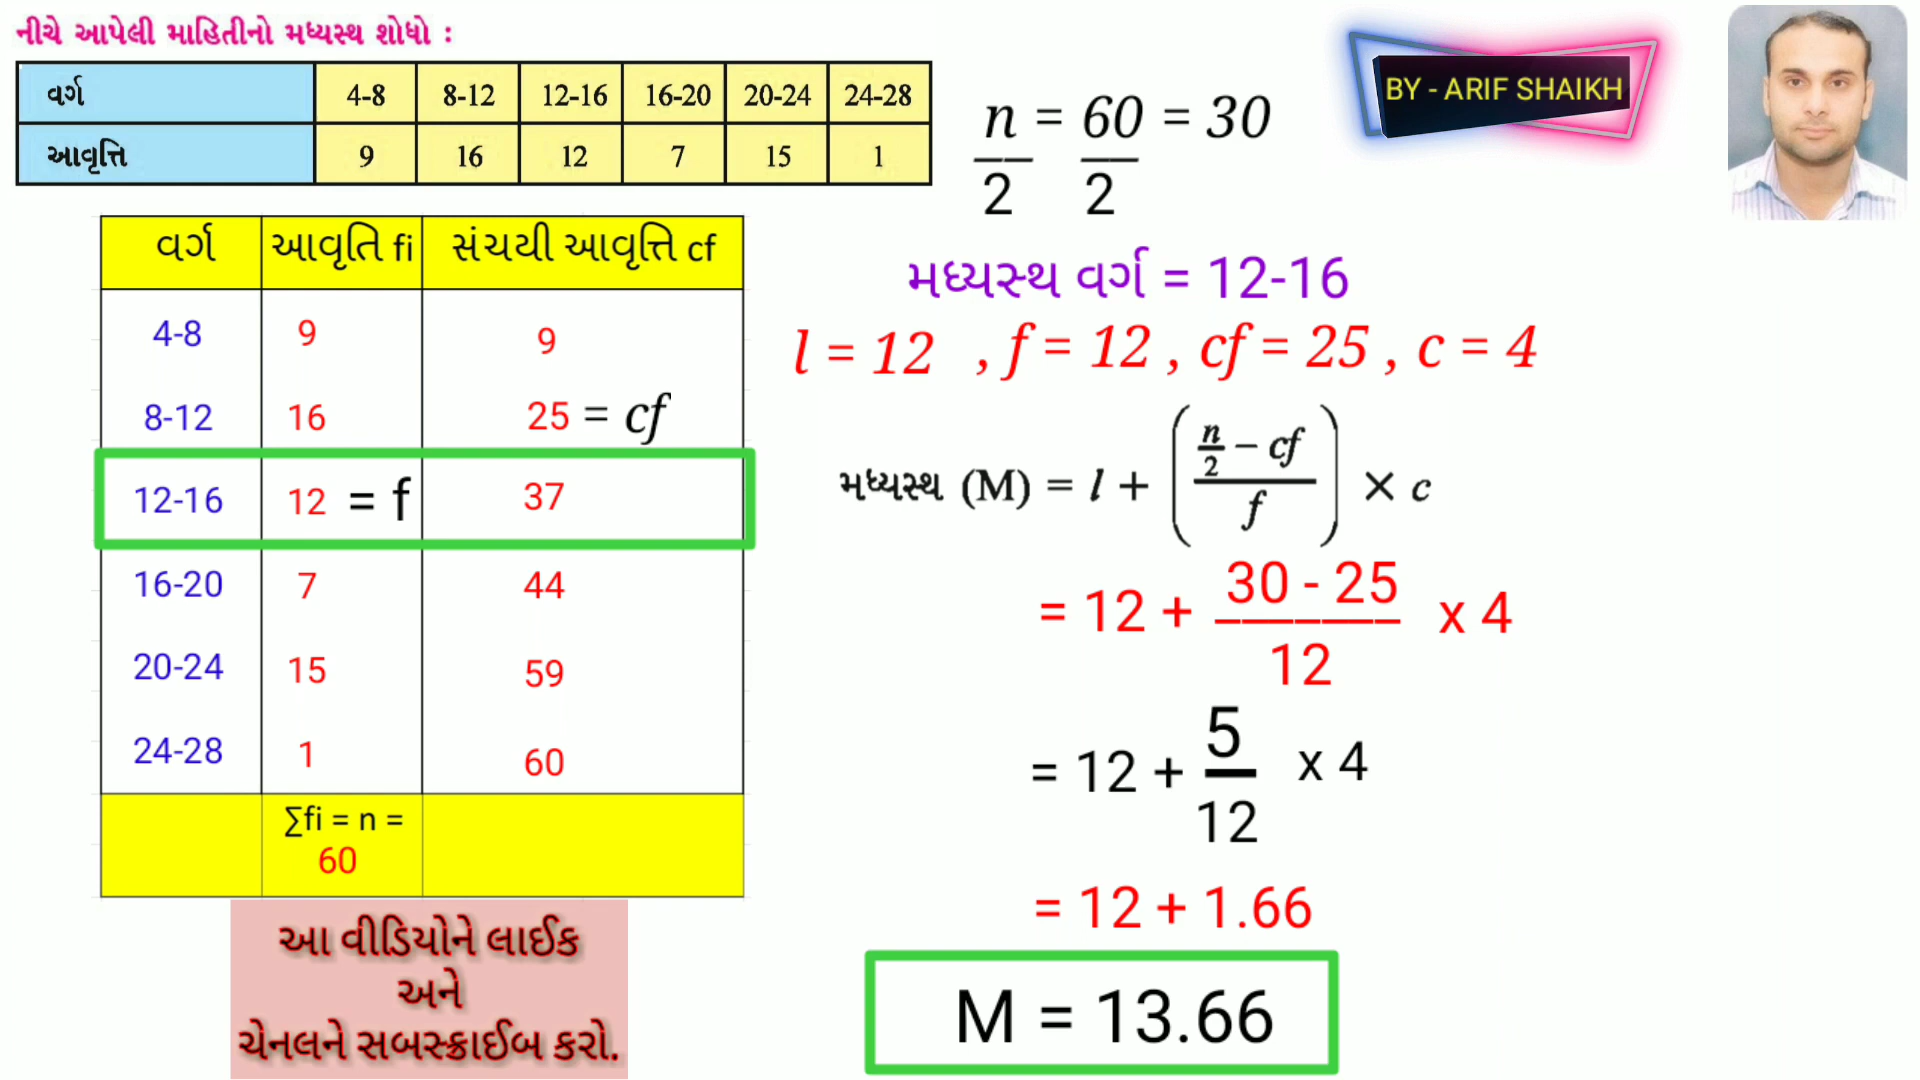 નીચે આપેલી માહિતીનો મધ્યસ્થ શોધો :
વર્ગ 4-8 8-12 12-16 16-20 20-24 24-28
આવૃત્તિ 9 16 12 7 15 1
BY - ARIF SHAIKH
n/2 = 60/2 = 30
વર્ગ આવૃતિ fi સંચયી આવૃત્તિ cf
4-8 9 9
8-12 16 25 = cf
12-16 12 = f 37
16-20 7 44
20-24 15 59
24-28 1 60
∑fi = n =
60
મધ્યસ્થ વર્ગ = 12-16
l = 12 , f = 12 , cf = 25 , c = 4
મધ્યસ્થ (M) = l + ((n/2 – cf)/f) × c
= 12 + (30 - 25)/12 x 4
= 12 + 5/12 x 4
= 12 + 1.66
M = 13.66
આ વીડિયોને લાઈક
અને
ચેનલને સબસ્ક્રાઈબ કરો.